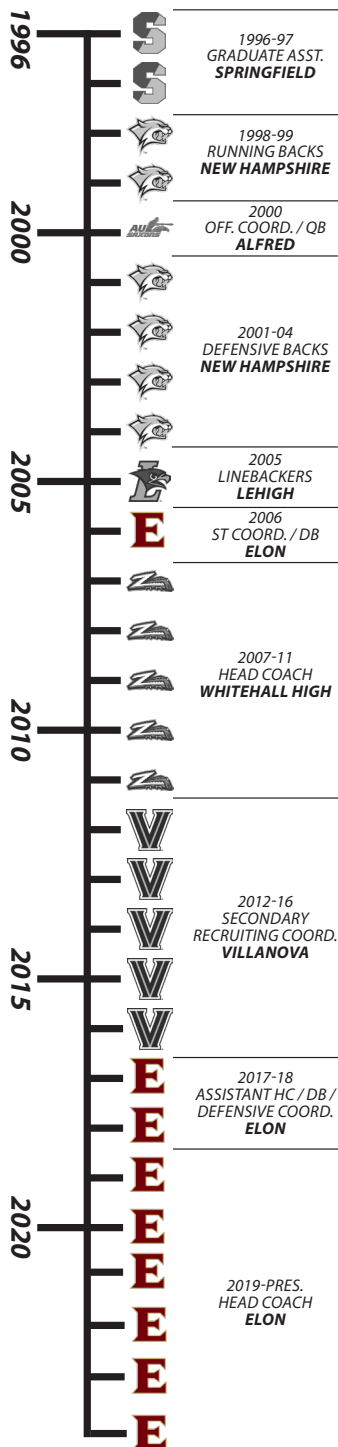 1996
1996-97
GRADUATE ASST.
SPRINGFIELD
1998-99
RUNNING BACKS
NEW HAMPSHIRE
2000
2000
OFF. COORD. / QB
ALFRED
AU
SAXONS
2001-04
DEFENSIVE BACKS
NEW HAMPSHIRE
2005
2005
LINEBACKERS
LEHIGH
2006
ST COORD. / DB
ELON
2007-11
HEAD COACH
WHITEHALL HIGH
2010
2012-16
SECONDARY
RECRUITING COORD.
VILLANOVA
2015
2017-18
ASSISTANT HC / DB /
DEFENSIVE COORD.
ELON
2020
2019-PRES.
HEAD COACH
ELON
S
S
L
E
Z
Z
Z
Z
Z
V
V
V
V
V
E
E
E
E
E
E
E
E